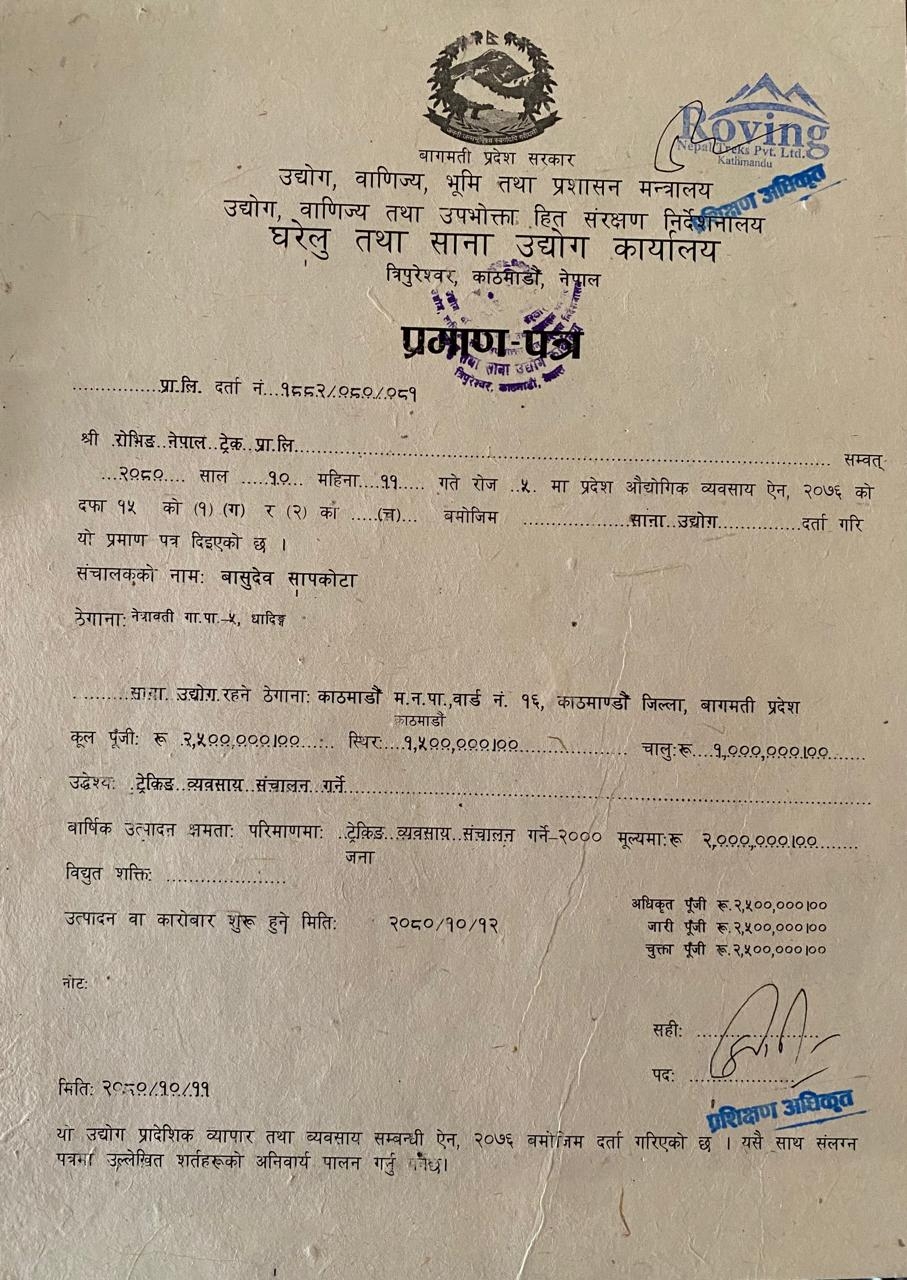 Roving
Nepal Treks Pvt. Ltd.
Kathmandu
बागमती प्रदेश सरकार
उद्योग, वाणिज्य, भूमि तथा प्रशासन मन्त्रालय
प्रशिक्षण अधिकृत
उद्योग, वाणिज्य तथा उपभोक्ता हित संरक्षण निर्देशनालय
घरेलु तथा साना उद्योग कार्यालय
त्रिपुरेश्वर, काठमाडौं, नेपाल
प्रमाण-पत्र
त्रिपुरेश्वर, काठमाडौं, नेपाल
..................प्रा.लि. दर्ता नं...१८८२/०८०/०८१
श्री .रोभिङ..नेपाल..ट्रेक..प्रा.लि.................................................................................. सम्वत्
...२०८०.... साल ...१०... महिना ..११... गते रोज ..५.. मा प्रदेश औद्योगिक व्यवसाय ऐन, २०७६ को
दफा १५ को (१) (ग) र (२) को ....(च)... बमोजिम .................साना..उद्योग.............दर्ता गरि
यो प्रमाण पत्र दिइएको छ ।
संचालकको नाम: बासुदेव सापकोटा
ठेगाना: नेत्रावती गा.पा.-५, धादिङ्ग
..........साना..उद्योग.रहने ठेगाना: काठमाडौं म.न.पा.,वार्ड नं. १६, काठमाण्डौं जिल्ला, बागमती प्रदेश
काठमाडौं
कूल पूँजी: रू .२,५००,०००|००...... स्थिर: .१,५००,०००|००.................. चालु:रू ...१,०००,०००|००.......
उद्धेश्य: .ट्रेकिङ..व्यवसाय..संचालन..गर्ने..........................................................................
वार्षिक उत्पादन क्षमता: परिमाणमा: ..ट्रेकिङ..व्यवसाय..संचालन गर्ने-२००० मूल्यमा:रू २,०००,०००|००.......
जना
विद्युत शक्ति: .....................
अधिकृत पूँजी रू.२,५००,०००|००
उत्पादन वा कारोबार शुरू हुने मिति: २०८०/१०/१२
जारी पूँजी रू.२,५००,०००|००
चुक्ता पूँजी रू.२,५००,०००|००
नोट:
सही: .....................
पद: .....................
मिति: २०८०/१०/११
प्रशिक्षण अधिकृत
यो उद्योग प्रादेशिक व्यापार तथा व्यवसाय सम्बन्धी ऐन, २०७६ बमोजिम दर्ता गरिएको छ । यसै साथ संलग्न
पत्रमा उल्लेखित शर्तहरूको अनिवार्य पालन गर्नु